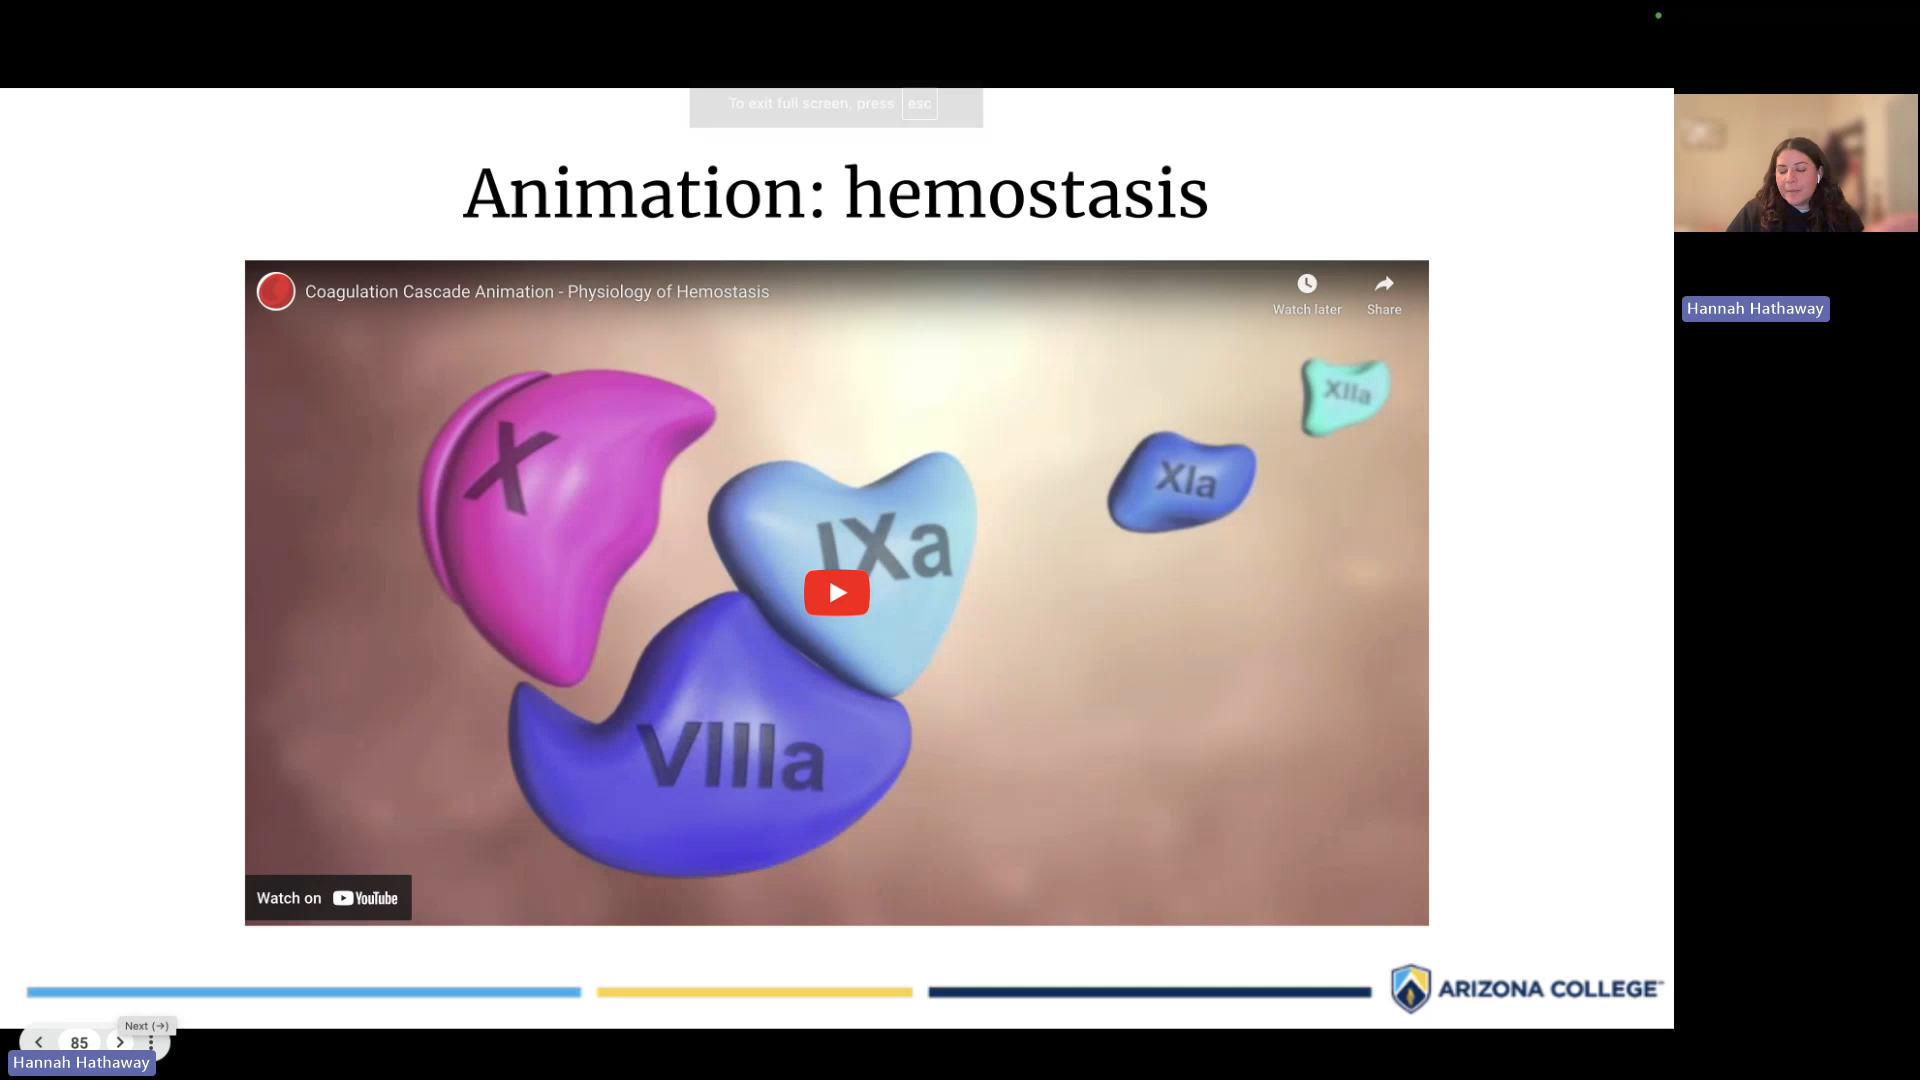 To exit full screen, press esc
Animation: hemostasis
Coagulation Cascade Animation - Physiology of Hemostasis
Watch later
Share
X
IXa
XIa
XIIa
VIIIa
Watch on YouTube
ARIZONA COLLEGE
Next (→)
85
Hannah Hathaway
Hannah Hathaway